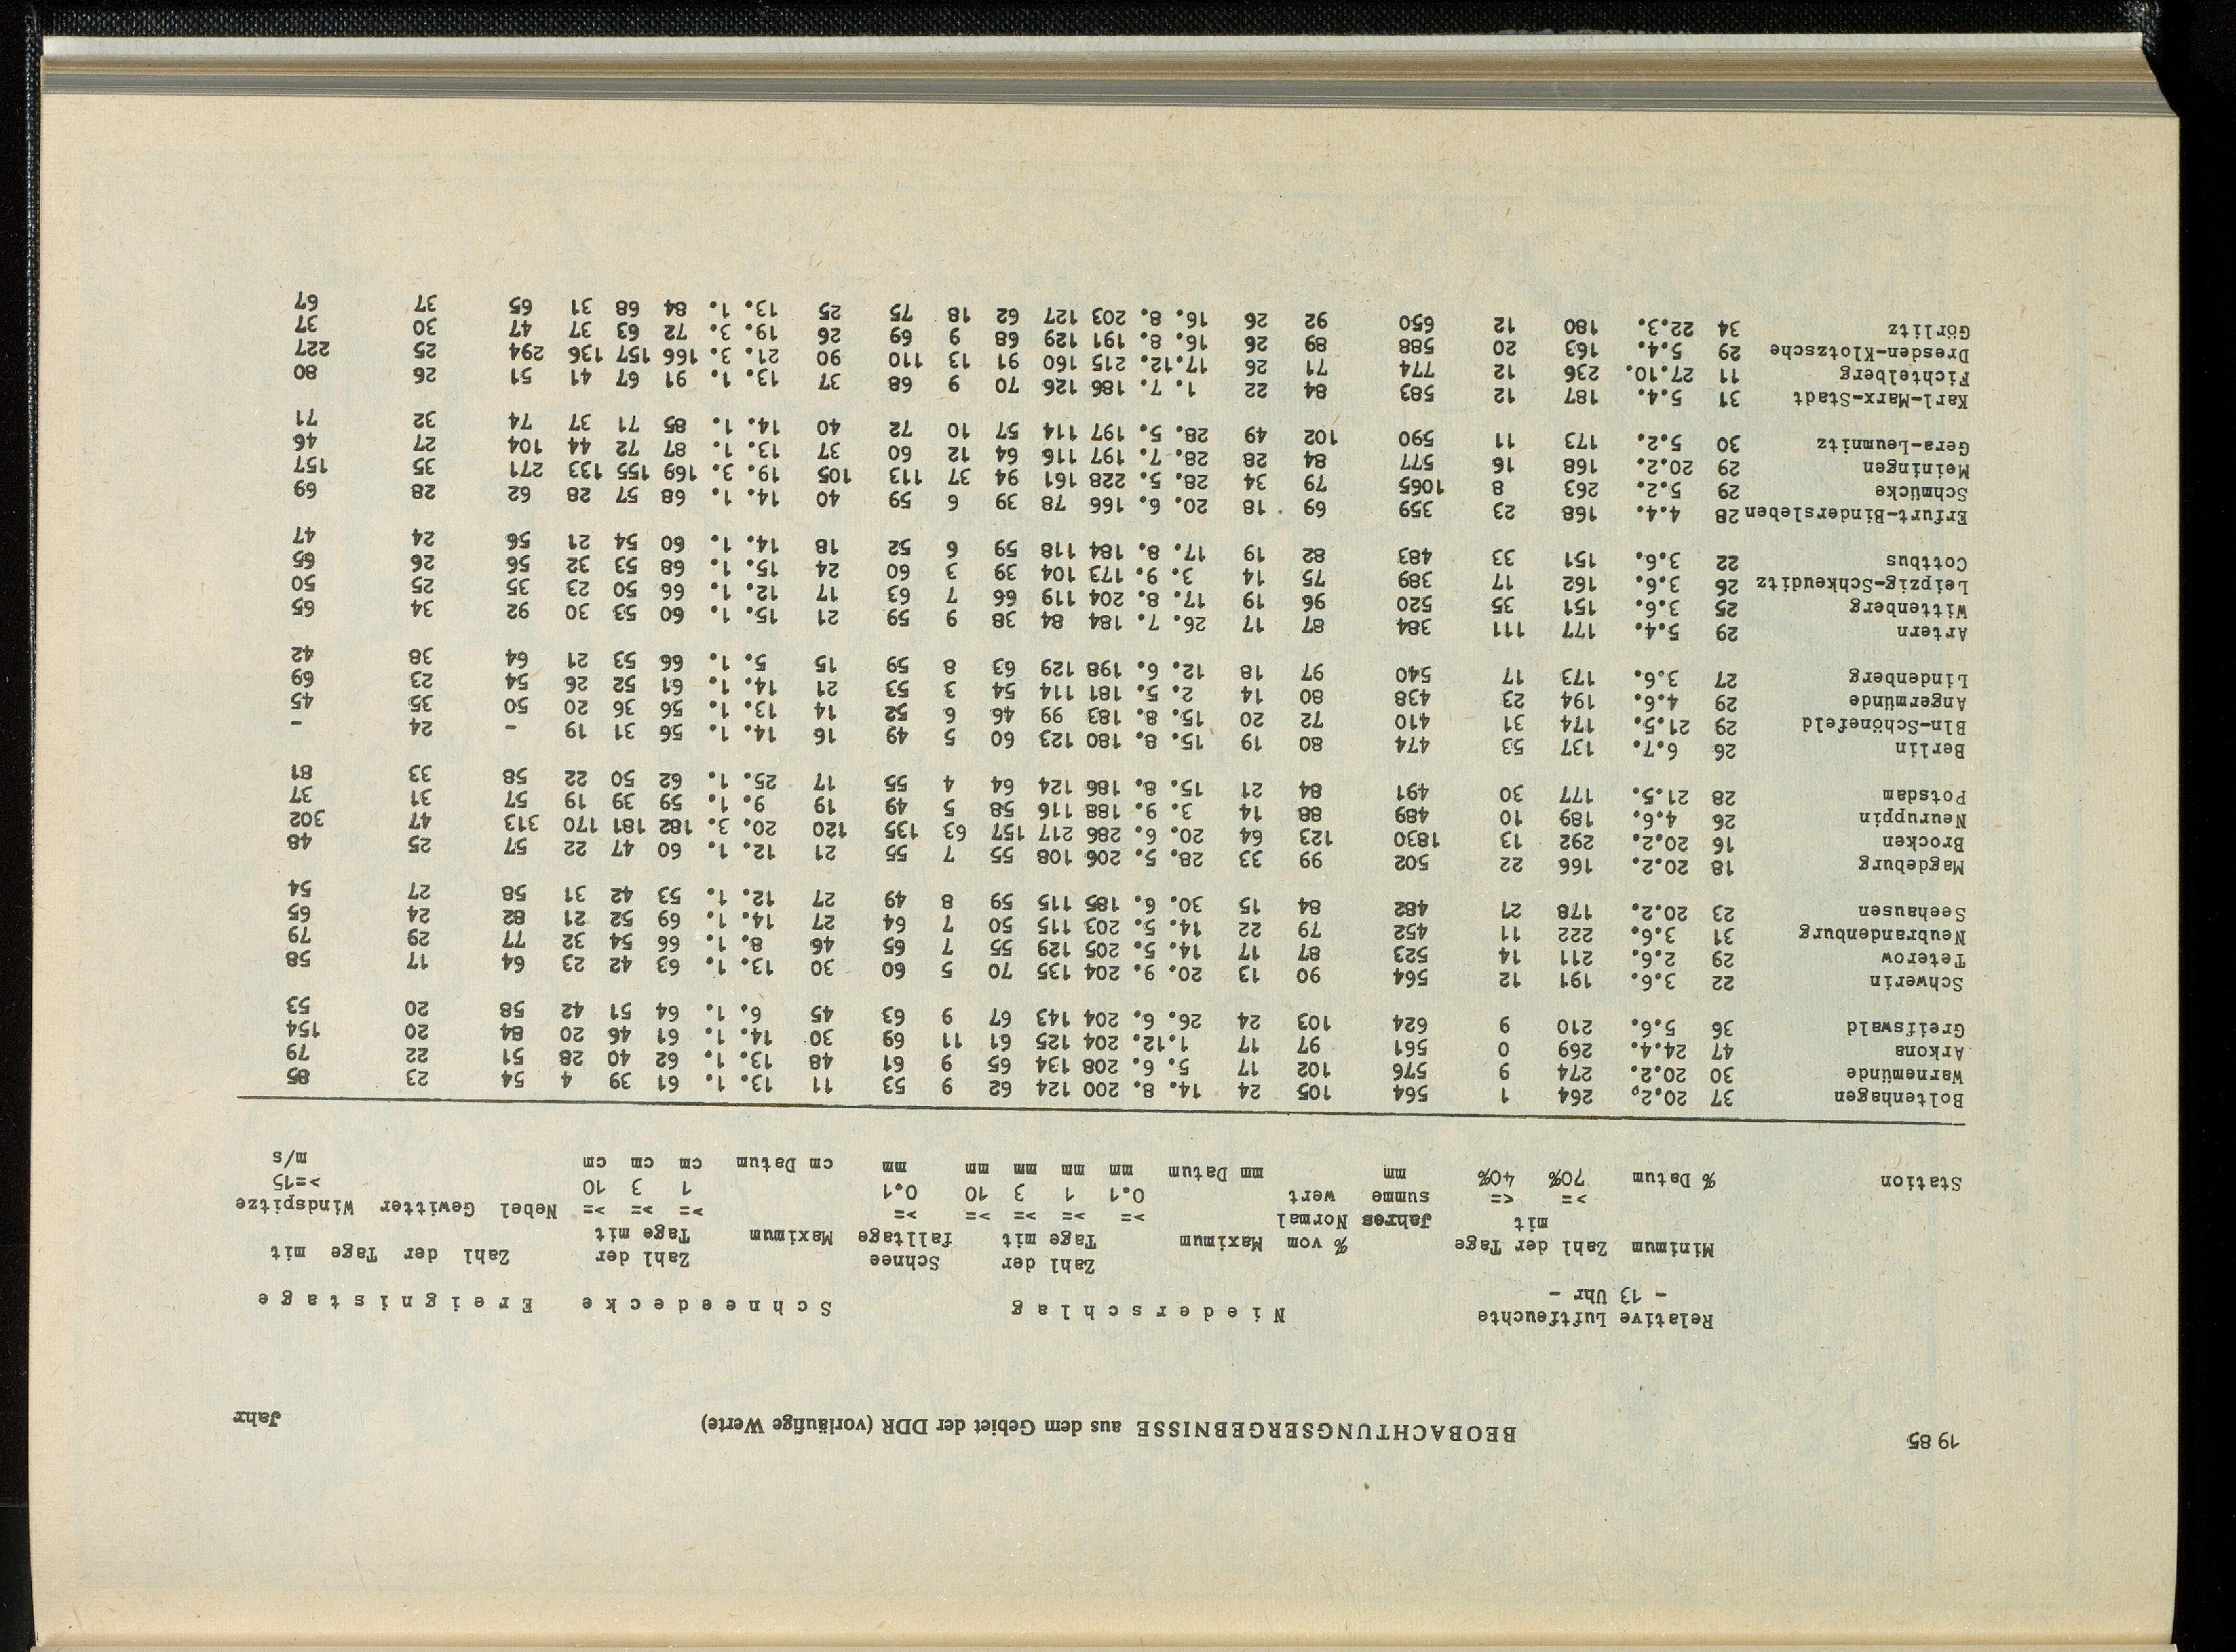 19 85 BEOBACHTUNGSERGEBNISSE aus dem Gebiet der DDR (vorläufige Werte) Jahr
Relative Luftfeuchte N i e d e r s c h l a g S c h n e e d e c k e E r e i g n i s t a g e
- 13 Uhr -
Zahl der Schnee Zahl der Zahl der Tage mit
Minimum Zahl der Tage % vom Maximum Tage mit falltage Maximum Tage mit
mit Jahres Normal >= >= >= >= >= >= >= >= Nebel Gewitter Windspitze
>= <= summe wert 0.1 1 3 10 0.1 1 3 10 >=15
Station % Datum 70% 40% mm mm Datum mm mm mm mm mm cm Datum cm cm cm m/s
Boltenhagen 37 20.2. 264 1 564 105 24 14. 8. 200 124 62 9 53 11 13. 1. 61 39 4 54 23 85
Warnemünde 30 20.2. 274 9 576 102 17 5. 6. 208 134 65 9 61 48 13. 1. 62 40 28 51 22 79
Arkona 47 24.4. 269 0 561 97 17 1.12. 204 125 61 11 69 30 14. 1. 61 46 20 84 20 154
Greifswald 36 5.6. 210 9 624 103 24 26. 6. 204 143 67 9 63 45 6. 1. 64 51 42 58 20 53
Schwerin 22 3.6. 191 12 564 90 13 20. 9. 204 135 70 5 60 30 13. 1. 63 42 23 64 17 58
Teterow 29 2.6. 211 14 523 87 17 14. 5. 205 129 55 7 65 46 8. 1. 66 54 32 77 29 79
Neubrandenburg 31 3.6. 222 11 452 79 22 14. 5. 203 115 50 7 64 27 14. 1. 69 52 21 82 24 65
Seehausen 23 20.2. 178 27 482 84 15 30. 6. 185 115 59 8 49 27 12. 1. 53 42 31 58 27 54
Magdeburg 18 20.2. 166 22 502 99 33 28. 5. 206 108 55 7 55 21 12. 1. 60 47 22 57 25 48
Brocken 16 20.2. 292 13 1830 123 64 20. 6. 286 217 157 63 135 120 20. 3. 182 181 170 313 47 302
Neuruppin 26 4.6. 189 10 489 88 14 3. 9. 188 116 58 5 49 19 9. 1. 59 39 19 57 31 37
Potsdam 28 21.5. 177 30 491 84 21 15. 8. 186 124 64 4 55 17 25. 1. 62 50 22 58 33 81
Berlin 26 6.7. 137 53 474 80 19 15. 8. 180 123 60 5 49 16 14. 1. 56 31 19 - 24 -
Bln-Schönefeld 29 21.5. 174 31 410 72 20 15. 8. 183 99 46 6 52 14 13. 1. 56 36 20 50 35 45
Angermünde 29 4.6. 194 23 438 80 14 2. 5. 181 114 54 3 53 21 14. 1. 61 52 26 54 23 69
Lindenberg 27 3.6. 173 17 540 97 18 12. 6. 198 129 63 8 59 15 5. 1. 66 53 21 64 38 42
Artern 29 5.4. 177 111 384 87 17 26. 7. 184 84 38 9 59 21 15. 1. 60 53 30 92 34 65
Wittenberg 25 3.6. 151 35 520 96 19 17. 8. 204 119 66 7 63 17 12. 1. 66 50 23 35 25 50
Leipzig-Schkeuditz 26 3.6. 162 17 389 75 14 3. 9. 173 104 39 3 60 24 15. 1. 68 53 32 56 26 65
Cottbus 22 3.6. 151 33 483 82 19 17. 8. 184 118 59 6 52 18 14. 1. 60 54 21 56 24 47
Erfurt-Bindersleben 28 4.4. 168 23 359 69 18 20. 6. 166 78 39 6 59 40 14. 1. 68 57 28 62 28 69
Schmücke 29 5.2. 263 8 1065 79 34 28. 5. 228 161 94 37 113 105 19. 3. 169 155 133 271 35 157
Meiningen 29 20.2. 168 16 577 84 28 28. 7. 197 116 64 12 60 37 13. 1. 87 72 44 104 27 46
Gera-Leumnitz 30 5.2. 173 11 590 102 49 28. 5. 197 114 57 10 72 40 14. 1. 85 71 37 74 32 71
Karl-Marx-Stadt 31 5.4. 187 12 583 84 22 1. 7. 186 126 70 9 68 37 13. 1. 91 67 41 51 26 80
Fichtelberg 11 27.10. 236 12 774 71 26 17.12. 215 160 91 13 110 90 21. 3. 166 157 136 294 25 227
Dresden-Klotzsche 29 5.4. 163 20 588 89 26 16. 8. 191 129 68 9 69 26 19. 3. 72 63 37 47 30 37
Görlitz 34 22.3. 180 12 650 92 26 16. 8. 203 127 62 18 75 25 13. 1. 84 68 31 65 37 67